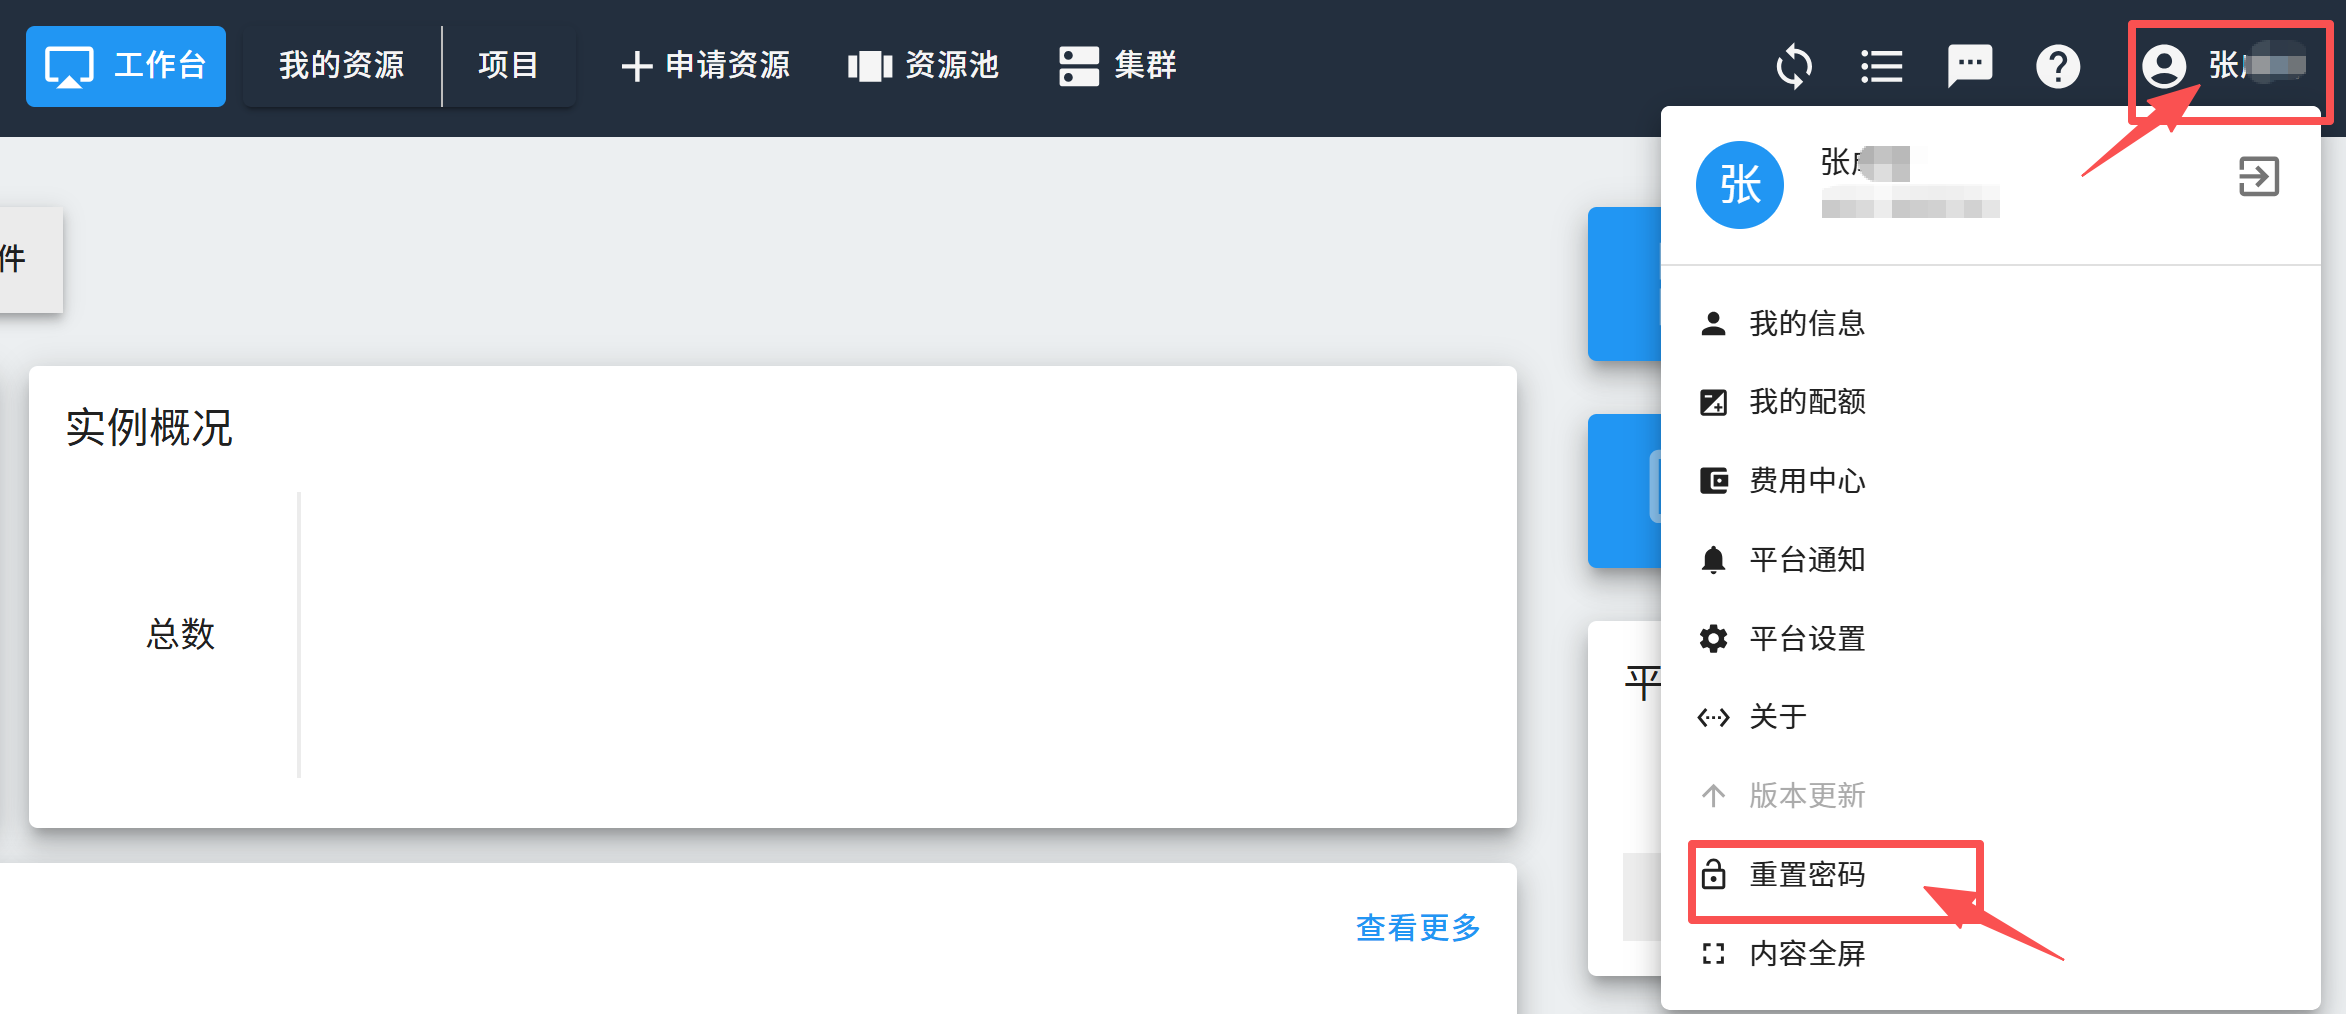 工作台
我的资源
项目
申请资源
资源池
集群
张
张
张
件
实例概况
总数
查看更多
平
我的信息
我的配额
费用中心
平台通知
平台设置
关于
版本更新
重置密码
内容全屏